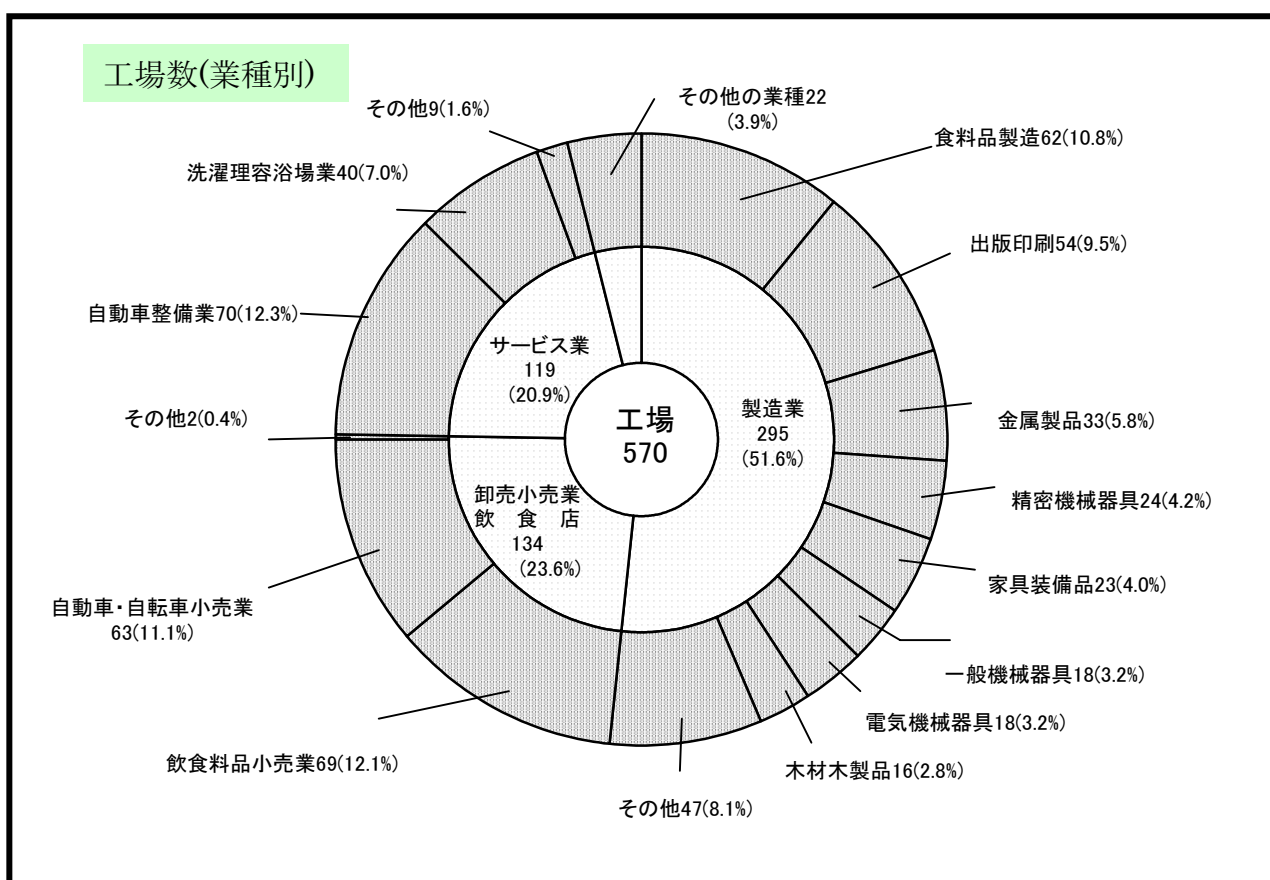 工場数(業種別)
その他の業種22
(3.9%)
食料品製造62(10.8%)
出版印刷54(9.5%)
金属製品33(5.8%)
精密機械器具24(4.2%)
家具装備品23(4.0%)
一般機械器具18(3.2%)
電気機械器具18(3.2%)
木材木製品16(2.8%)
その他47(8.1%)
飲食料品小売業69(12.1%)
自動車・自転車小売業
63(11.1%)
その他2(0.4%)
自動車整備業70(12.3%)
洗濯理容浴場業40(7.0%)
その他9(1.6%)
サービス業
119
(20.9%)
製造業
295
(51.6%)
卸売小売業
飲 食 店
134
(23.6%)
工場
570